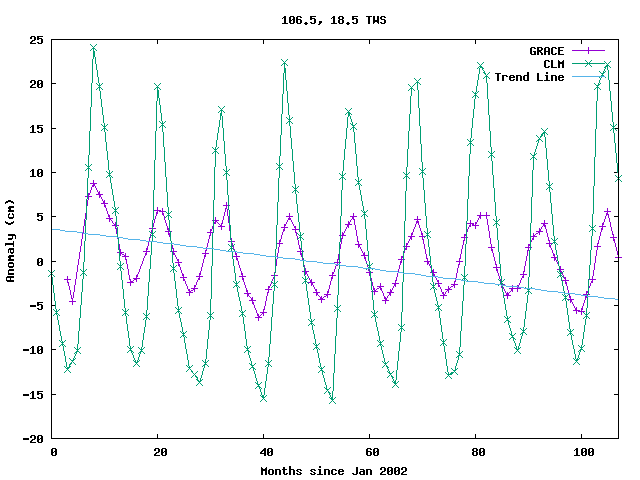 106.5, 18.5 TWS
GRACE
CLM
Trend Line
25
20
15
10
5
0
-5
-10
-15
-20
Anomaly (cm)
0 20 40 60 80 100
Months since Jan 2002